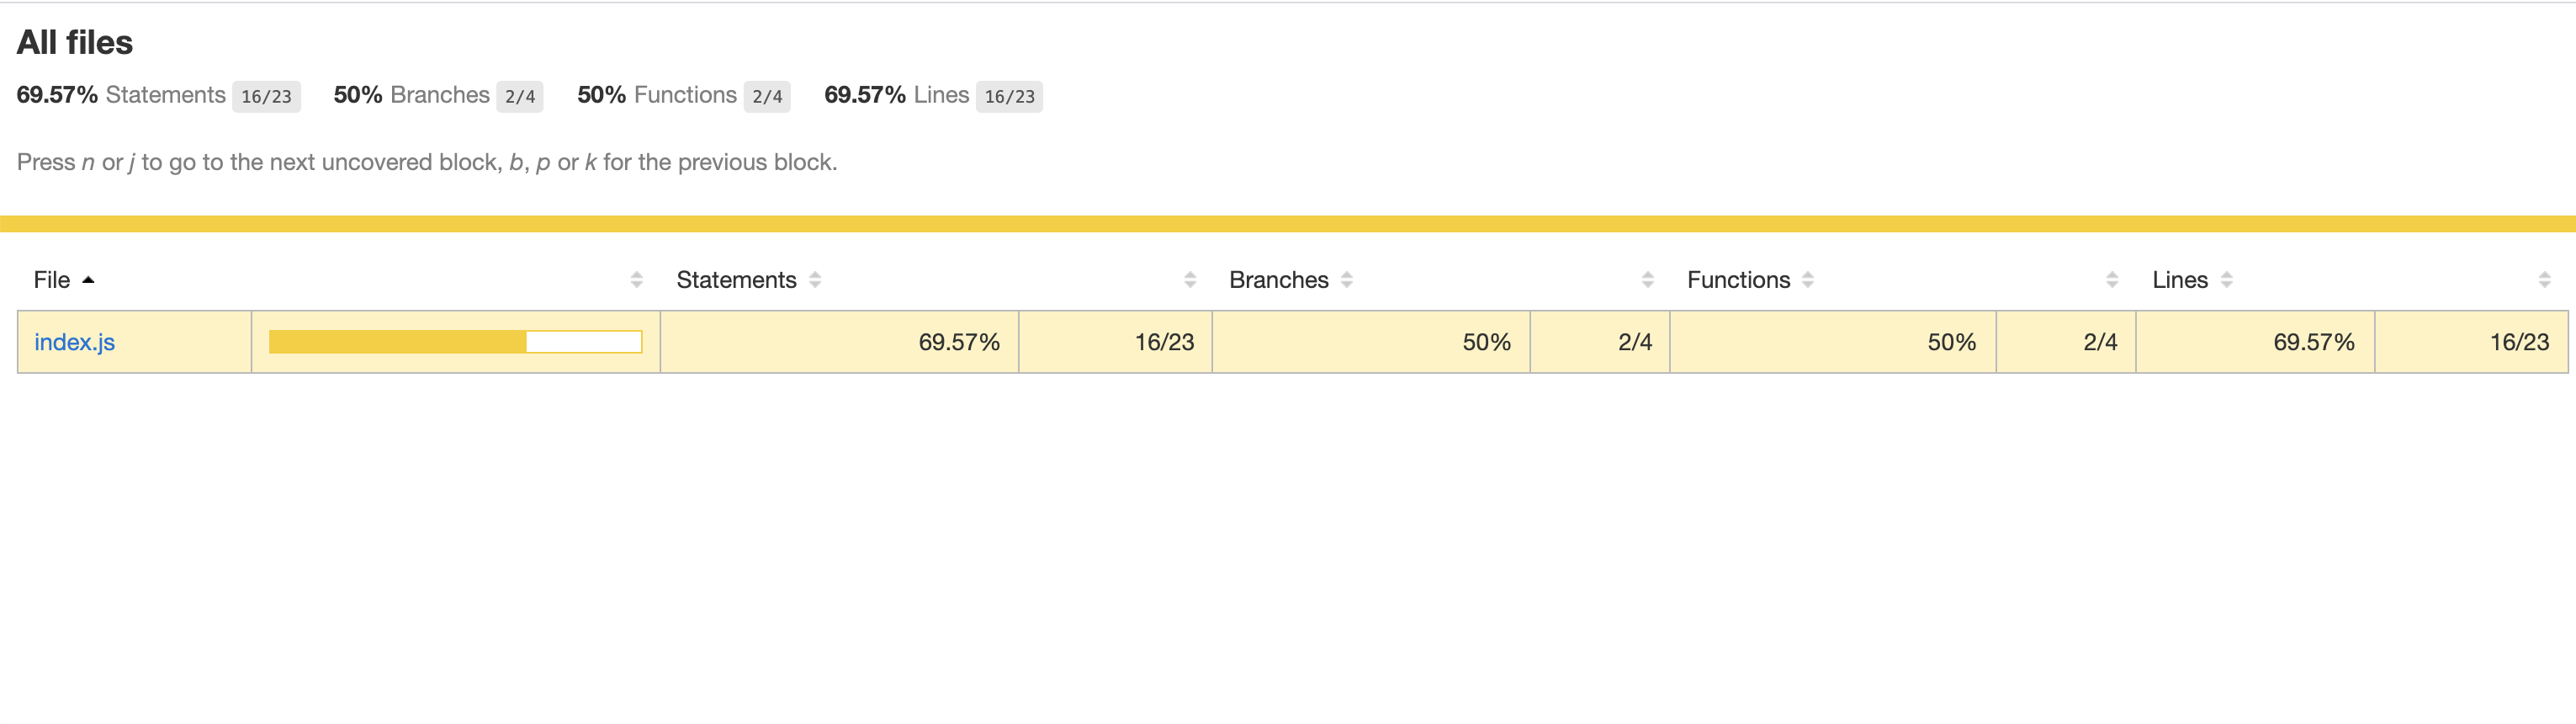 All files
69.57% Statements 16/23 50% Branches 2/4 50% Functions 2/4 69.57% Lines 16/23
Press n or j to go to the next uncovered block, b, p or k for the previous block.
File Statements Branches Functions Lines
index.js 69.57% 16/23 50% 2/4 50% 2/4 69.57% 16/23